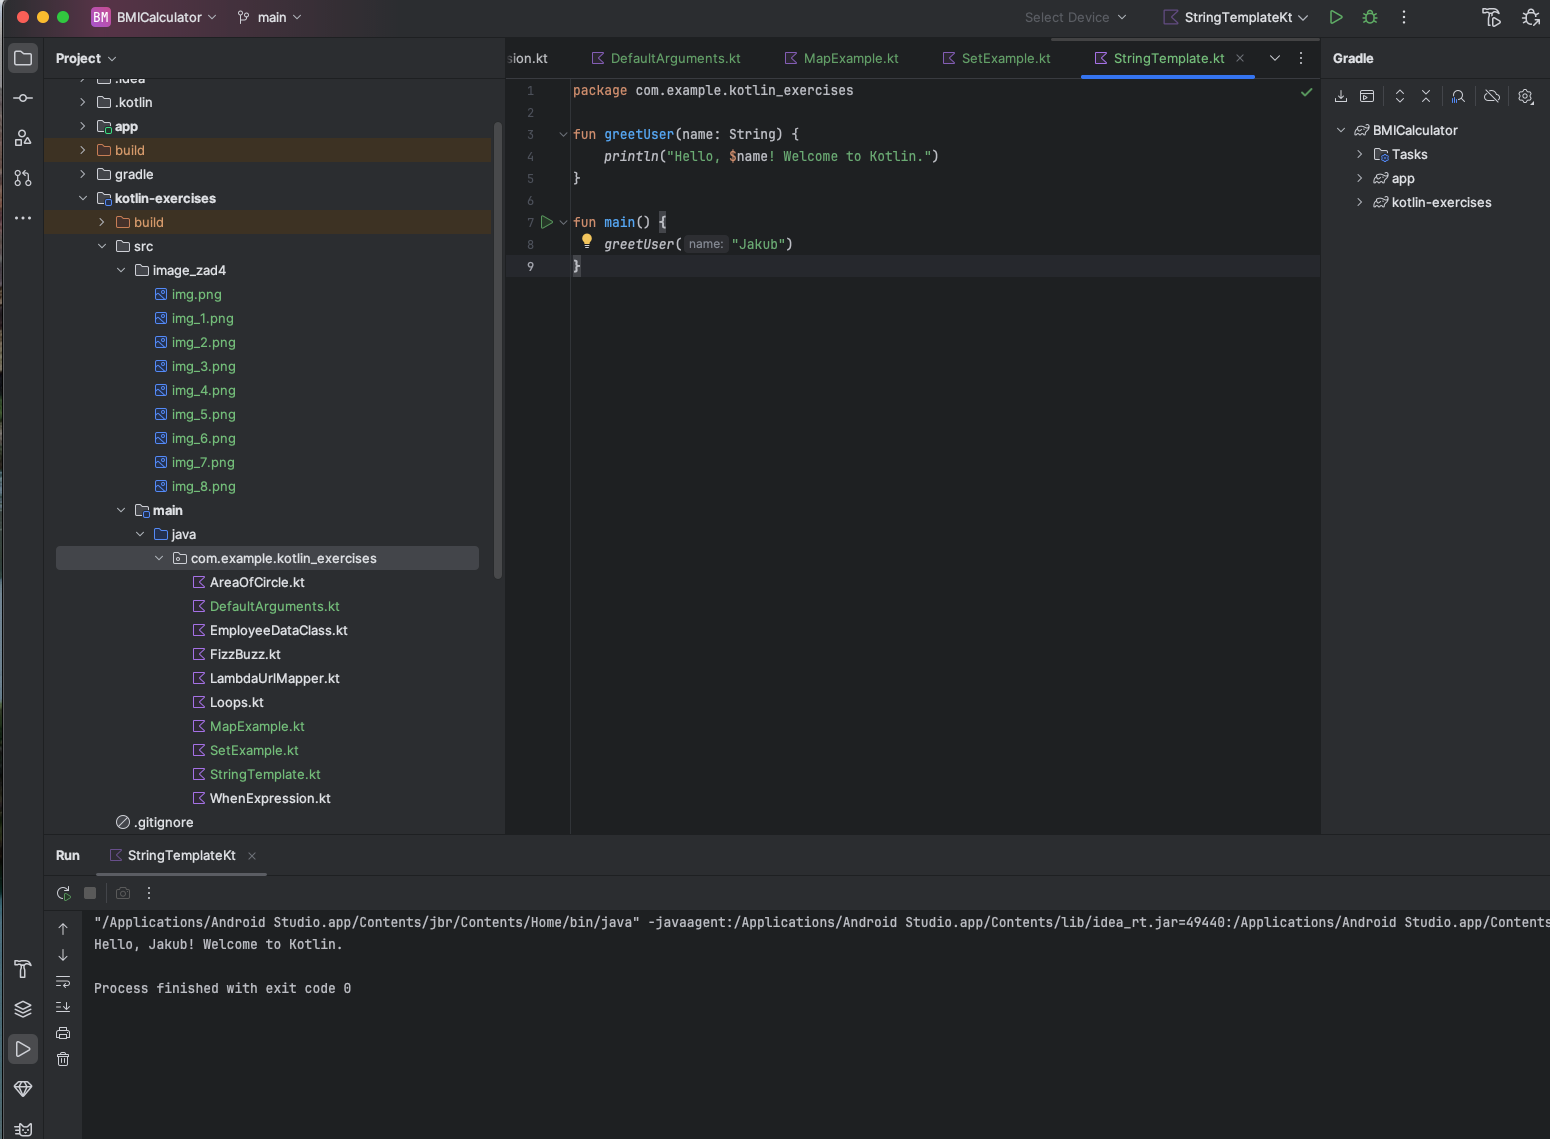 BM BMICalculator main Select Device StringTemplateKt
Project
.idea
.kotlin
app
build
gradle
kotlin-exercises
build
src
image_zad4
img.png
img_1.png
img_2.png
img_3.png
img_4.png
img_5.png
img_6.png
img_7.png
img_8.png
main
java
com.example.kotlin_exercises
AreaOfCircle.kt
DefaultArguments.kt
EmployeeDataClass.kt
FizzBuzz.kt
LambdaUrlMapper.kt
Loops.kt
MapExample.kt
SetExample.kt
StringTemplate.kt
WhenExpression.kt
.gitignore
sion.kt DefaultArguments.kt MapExample.kt SetExample.kt StringTemplate.kt
1 package com.example.kotlin_exercises
2
3 fun greetUser(name: String) {
4 println("Hello, $name! Welcome to Kotlin.")
5 }
6
7 fun main() {
8 greetUser( name: "Jakub")
9 }
Gradle
BMICalculator
Tasks
app
kotlin-exercises
Run StringTemplateKt
"/Applications/Android Studio.app/Contents/jbr/Contents/Home/bin/java" -javaagent:/Applications/Android Studio.app/Contents/lib/idea_rt.jar=49440:/Applications/Android Studio.app/Contents
Hello, Jakub! Welcome to Kotlin.
Process finished with exit code 0